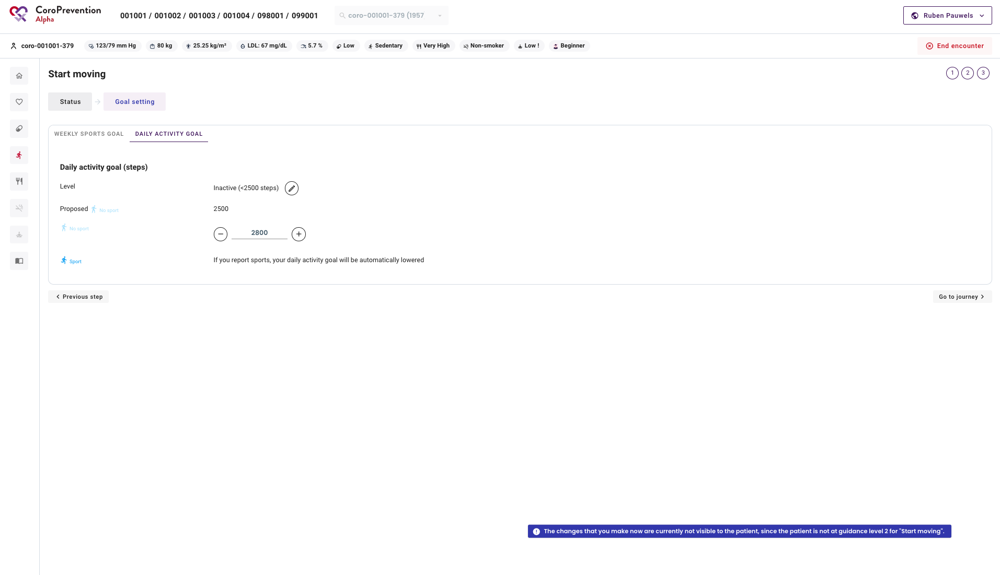 CoroPrevention
Alpha
001001 / 001002 / 001003 / 001004 / 098001 / 099001
coro-001001-379 (1957
Ruben Pauwels
coro-001001-379
123/79 mm Hg
80 kg
25.25 kg/m²
LDL: 67 mg/dL
5.7 %
Low
Sedentary
Very High
Non-smoker
Low !
Beginner
End encounter
Start moving
1 2 3
Status
Goal setting
WEEKLY SPORTS GOAL
DAILY ACTIVITY GOAL
Daily activity goal (steps)
Level
Inactive (<2500 steps)
Proposed No sport
2500
No sport
2800
Sport
If you report sports, your daily activity goal will be automatically lowered
Previous step
Go to journey
The changes that you make now are currently not visible to the patient, since the patient is not at guidance level 2 for "Start moving".